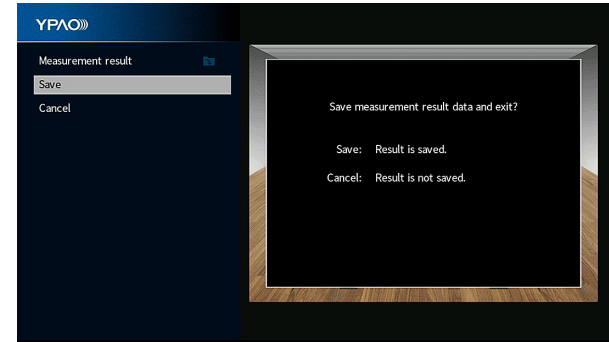 YPAO
Measurement result
Save
Cancel
Save measurement result data and exit?
Save: Result is saved.
Cancel: Result is not saved.